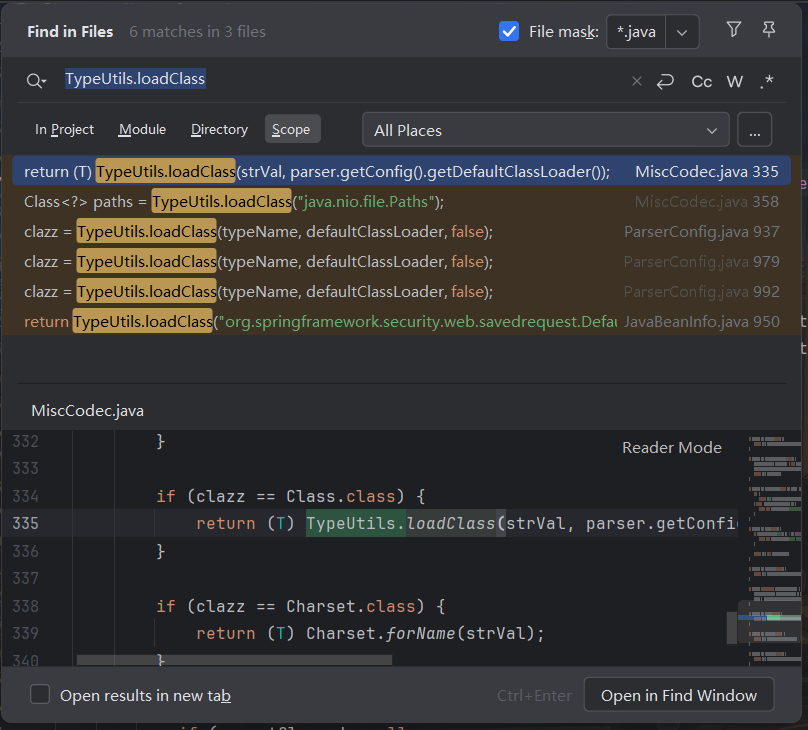 Find in Files 6 matches in 3 files File mask: *.java
TypeUtils.loadClass Cc W .*
In Project Module Directory Scope All Places ...
return (T) TypeUtils.loadClass(strVal, parser.getConfig().getDefaultClassLoader()); MiscCodec.java 335
Class<?> paths = TypeUtils.loadClass("java.nio.file.Paths"); MiscCodec.java 358
clazz = TypeUtils.loadClass(typeName, defaultClassLoader, false); ParserConfig.java 937
clazz = TypeUtils.loadClass(typeName, defaultClassLoader, false); ParserConfig.java 979
clazz = TypeUtils.loadClass(typeName, defaultClassLoader, false); ParserConfig.java 992
return TypeUtils.loadClass("org.springframework.security.web.savedrequest.Defau JavaBeanInfo.java 950
MiscCodec.java
332 }
Reader Mode
333
334 if (clazz == Class.class) {
335 return (T) TypeUtils.loadClass(strVal, parser.getConfi
336 }
337
338 if (clazz == Charset.class) {
339 return (T) Charset.forName(strVal);
340 }
Open results in new tab Ctrl+Enter Open in Find Window